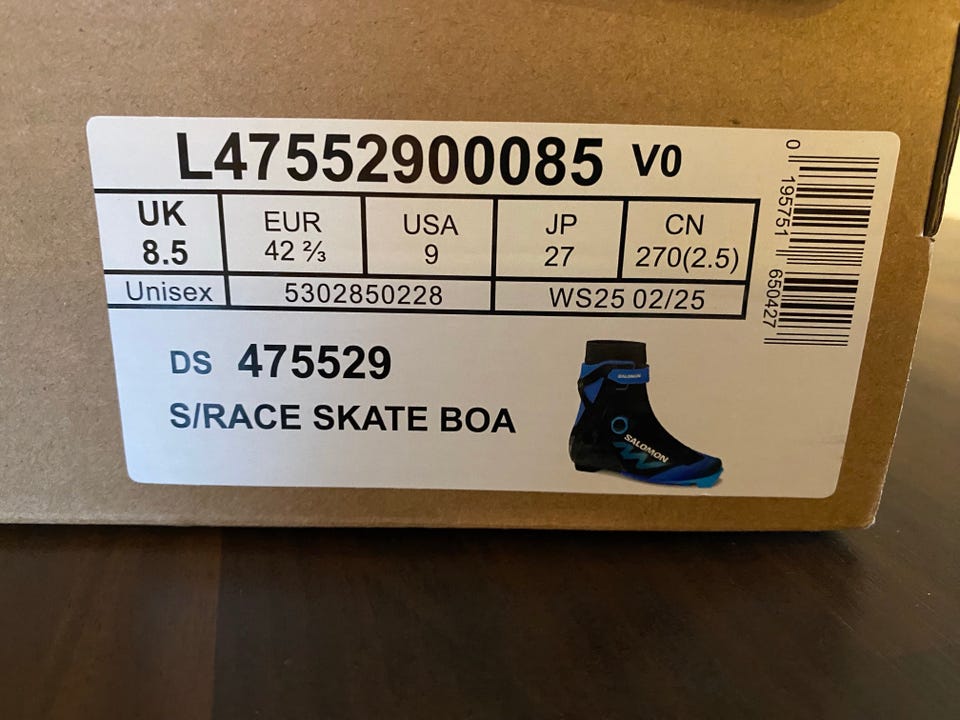 L47552900085 V0
UK EUR USA JP CN
8.5 42 ⅔ 9 27 270(2.5)
Unisex 5302850228 WS25 02/25
DS 475529
S/RACE SKATE BOA
SALOMON
SALOMON
0 195751 650427